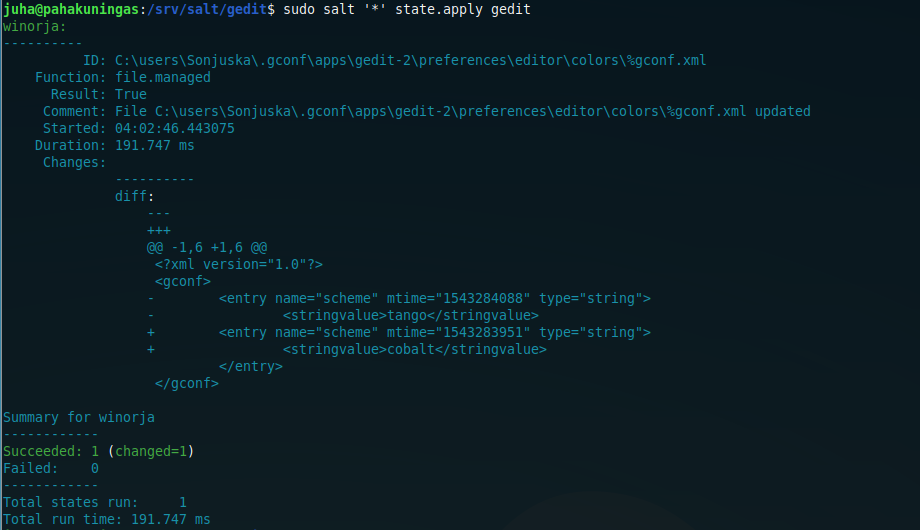 juha@pahakuningas:/srv/salt/gedit$ sudo salt '*' state.apply gedit
winorja:
----------
          ID: C:\users\Sonjuska\.gconf\apps\gedit-2\preferences\editor\colors\%gconf.xml
    Function: file.managed
      Result: True
     Comment: File C:\users\Sonjuska\.gconf\apps\gedit-2\preferences\editor\colors\%gconf.xml updated
     Started: 04:02:46.443075
    Duration: 191.747 ms
     Changes:
              ----------
              diff:
                  ---
                  +++
                  @@ -1,6 +1,6 @@
                   <?xml version="1.0"?>
                   <gconf>
                  -        <entry name="scheme" mtime="1543284088" type="string">
                  -                <stringvalue>tango</stringvalue>
                  +        <entry name="scheme" mtime="1543283951" type="string">
                  +                <stringvalue>cobalt</stringvalue>
                           </entry>
                   </gconf>
Summary for winorja
------------
Succeeded: 1 (changed=1)
Failed:    0
------------
Total states run:     1
Total run time: 191.747 ms